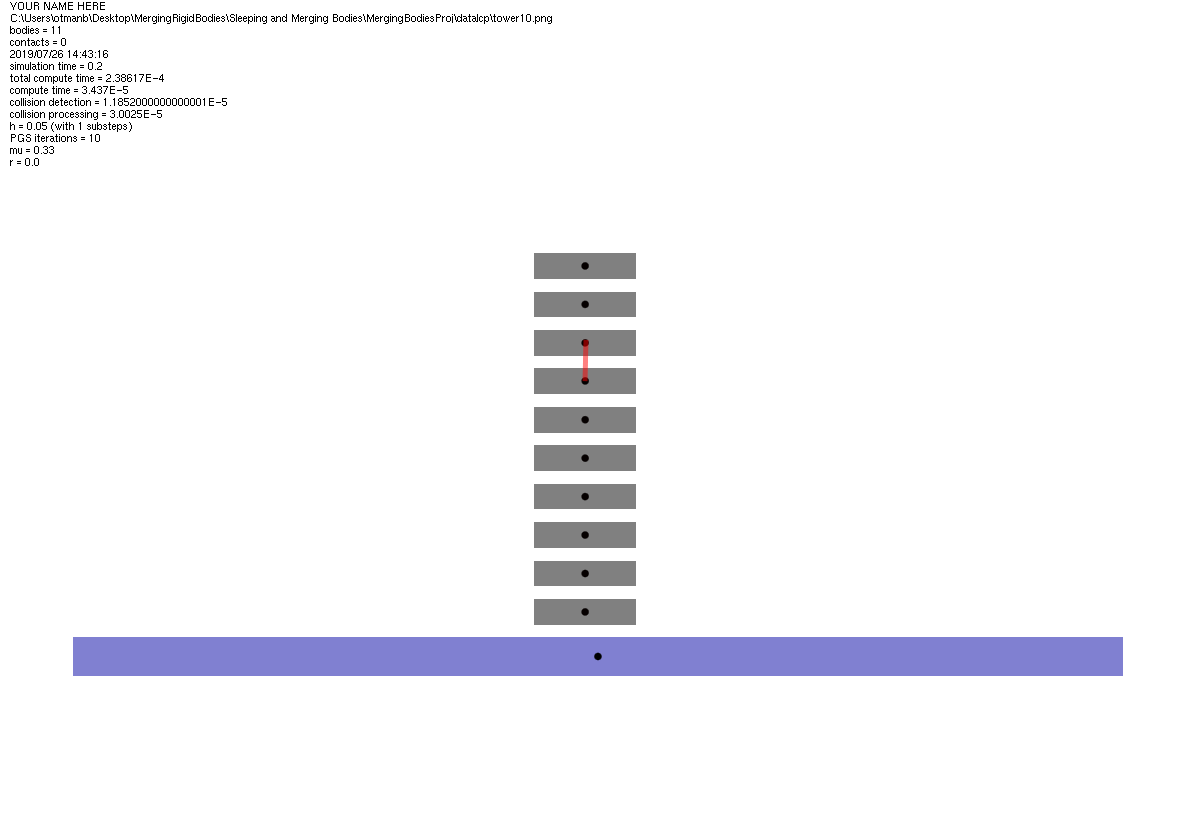 YOUR NAME HERE
C:\Users\otmanb\Desktop\MergingRigidBodies\Sleeping and Merging Bodies\MergingBodiesProj\datalcp\tower10.png
bodies = 11
contacts = 0
2019/07/26 14:43:16
simulation time = 0.2
total compute time = 2.38617E-4
compute time = 3.437E-5
collision detection = 1.1852000000000001E-5
collision processing = 3.0025E-5
h = 0.05 (with 1 substeps)
PGS iterations = 10
mu = 0.33
r = 0.0